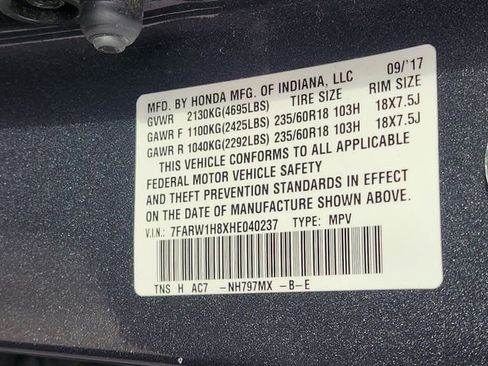 MFD. BY HONDA MFG. OF INDIANA, LLC 09/'17
GVWR 2130KG(4695LBS) TIRE SIZE RIM SIZE
GAWR F 1100KG(2425LBS) 235/60R18 103H 18X7.5J
GAWR R 1040KG(2292LBS) 235/60R18 103H 18X7.5J
THIS VEHICLE CONFORMS TO ALL APPLICABLE
FEDERAL MOTOR VEHICLE SAFETY
AND THEFT PREVENTION STANDARDS IN EFFECT
ON THE DATE OF MANUFACTURE SHOWN ABOVE.
V.I.N.: 7FARW1H8XHE040237 TYPE: MPV
TNS H AC7 -NH797MX -B-E